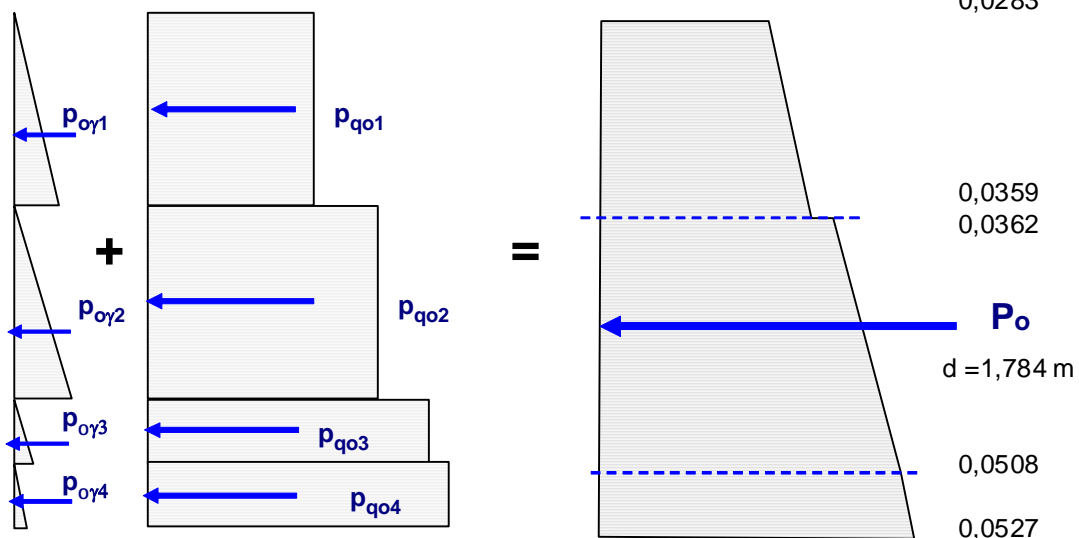 0,0283
poγ1
pqo1
0,0359
0,0362
+
=
poγ2
pqo2
Po
d =1,784 m
poγ3
pqo3
0,0508
poγ4
pqo4
0,0527